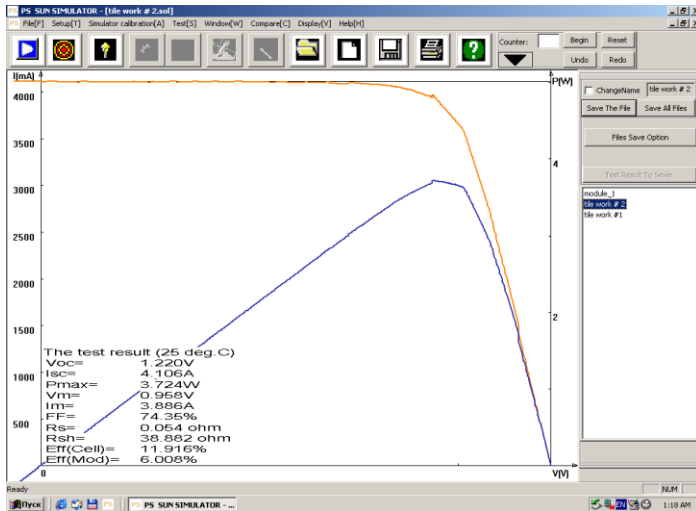 PS SUN SIMULATOR - [tile work # 2.sol]
File[F] Setup[T] Simulator calibration[A] Test[S] Window[W] Compare[C] Display[V] Help[H]
Counter:
Begin
Reset
Undo
Redo
I(mA)
P(W)
4000
3500
3000
2500
2000
1500
1000
500
0
4
2
V(V)
The test result (25 deg.C)
Voc= 1.220V
Isc= 4.106A
Pmax= 3.724W
Vm= 0.958V
Im= 3.886A
FF= 74.35%
Rs= 0.054 ohm
Rsh= 38.882 ohm
Eff(Cell)= 11.916%
Eff(Mod)= 6.008%
ChangeName
tile work # 2
Save The File
Save All Files
Files Save Option
Test Result To Sever
module_1
tile work # 2
tile work #1
Ready
NUM
Пуск
PS
PS SUN SIMULATOR - ...
EN
1:18 AM